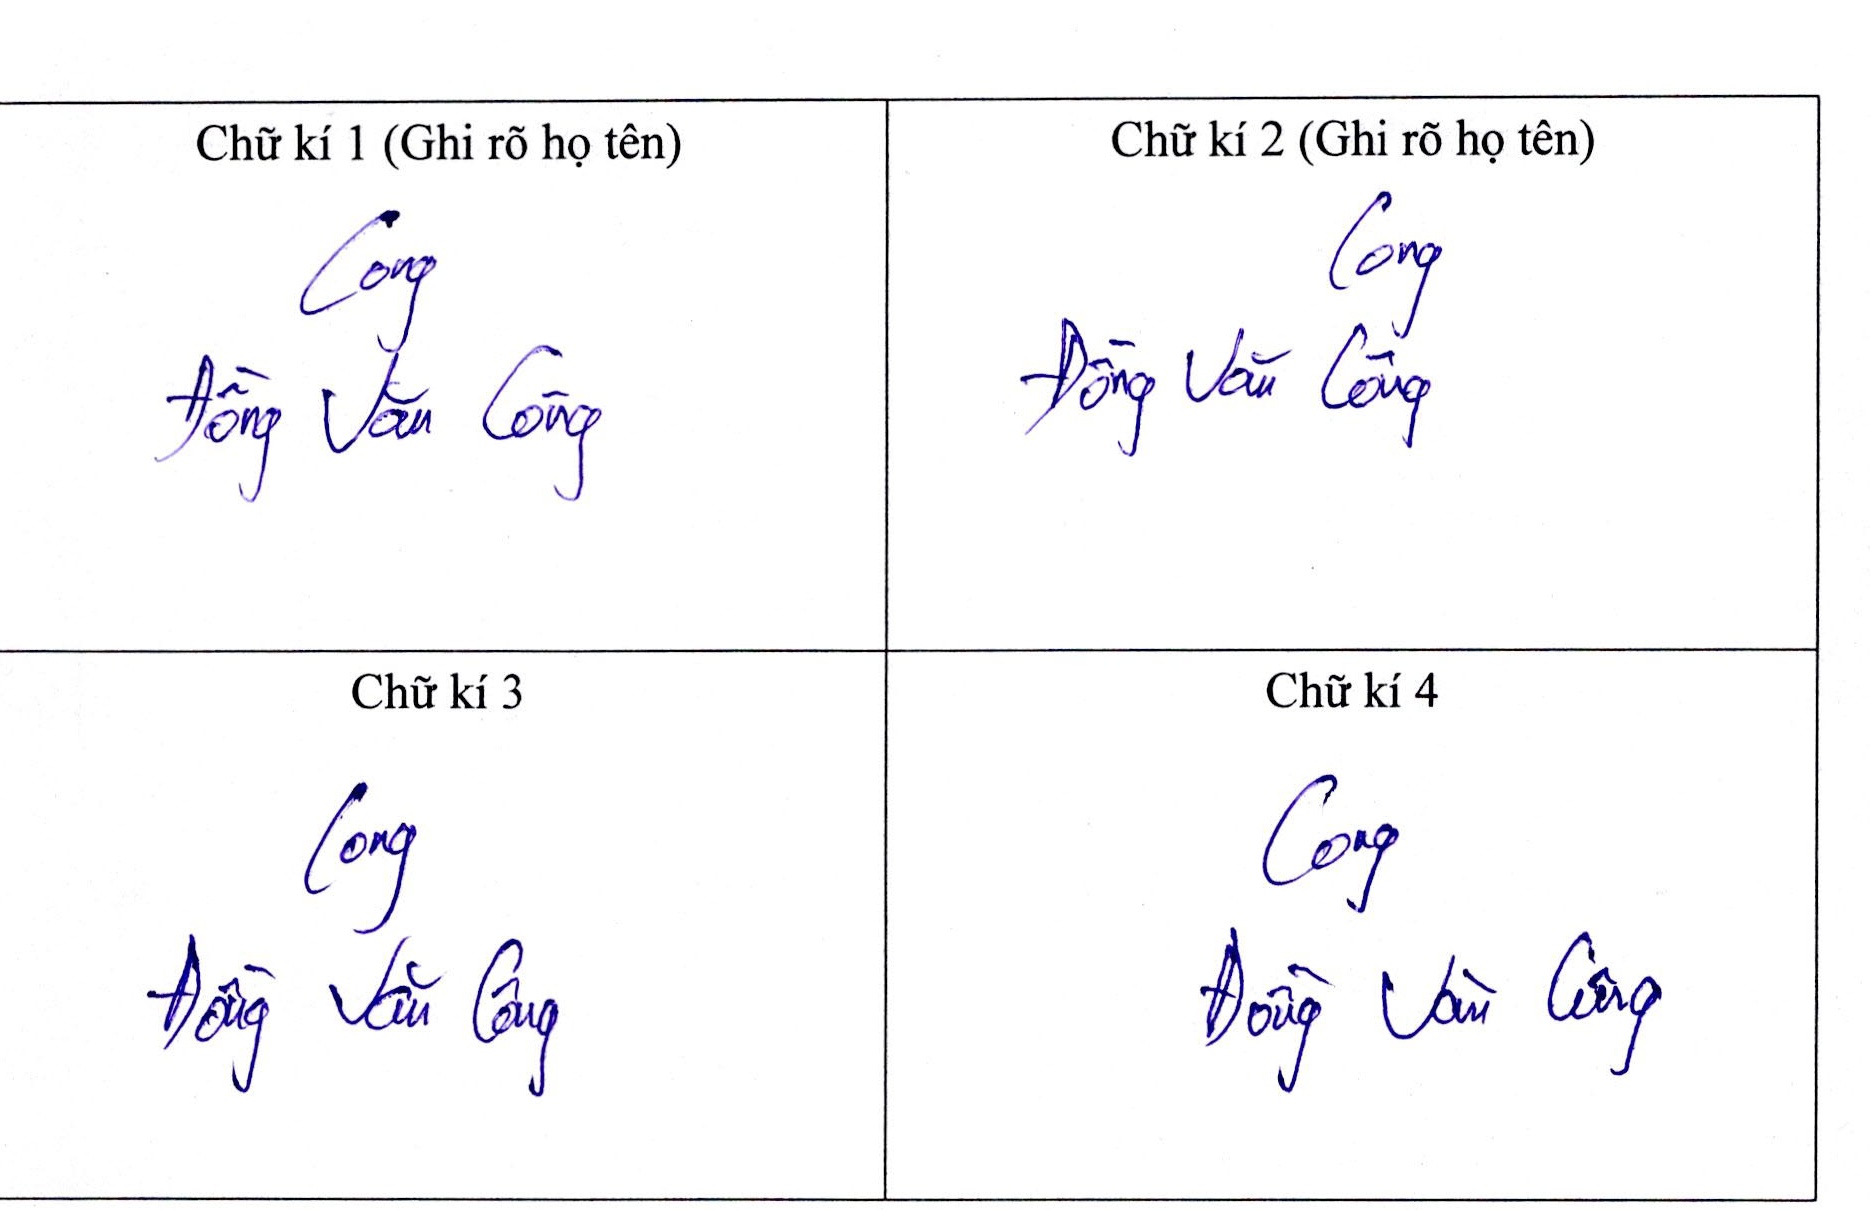 Chữ kí 1 (Ghi rõ họ tên)
Cong
Đồng Văn Công
Chữ kí 2 (Ghi rõ họ tên)
Cong
Đồng Văn Công
Chữ kí 3
Cong
Đồng Văn Công
Chữ kí 4
Cong
Đồng Văn Công